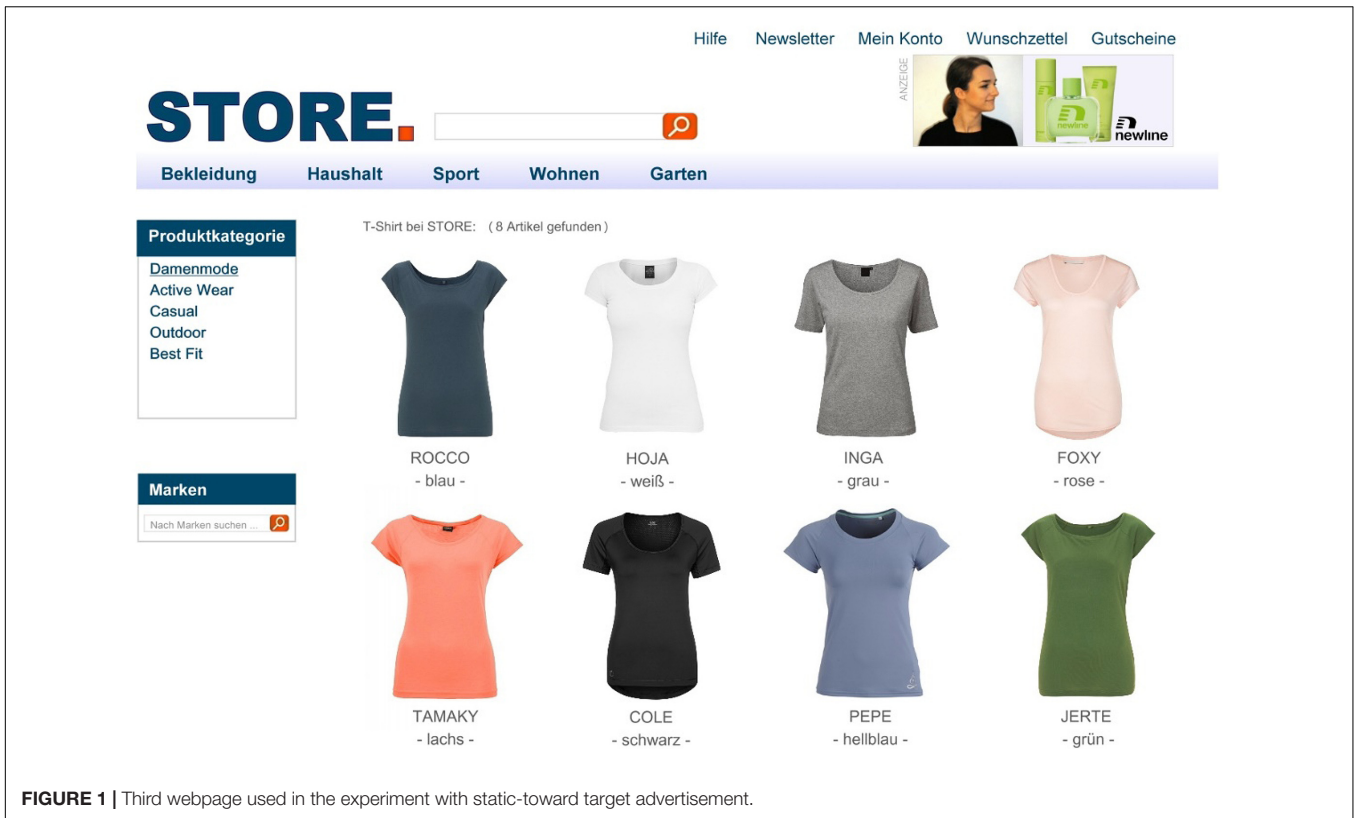 Hilfe Newsletter Mein Konto Wunschzettel Gutscheine
ANZEIGE
STORE.
newline
newline
Bekleidung Haushalt Sport Wohnen Garten
Produktkategorie
Damenmode
Active Wear
Casual
Outdoor
Best Fit
Marken
Nach Marken suchen ...
T-Shirt bei STORE: ( 8 Artikel gefunden )
ROCCO HOJA INGA FOXY
- blau - - weiß - - grau - - rose -
TAMAKY COLE PEPE JERTE
- lachs - - schwarz - - hellblau - - grün -
FIGURE 1 | Third webpage used in the experiment with static-toward target advertisement.